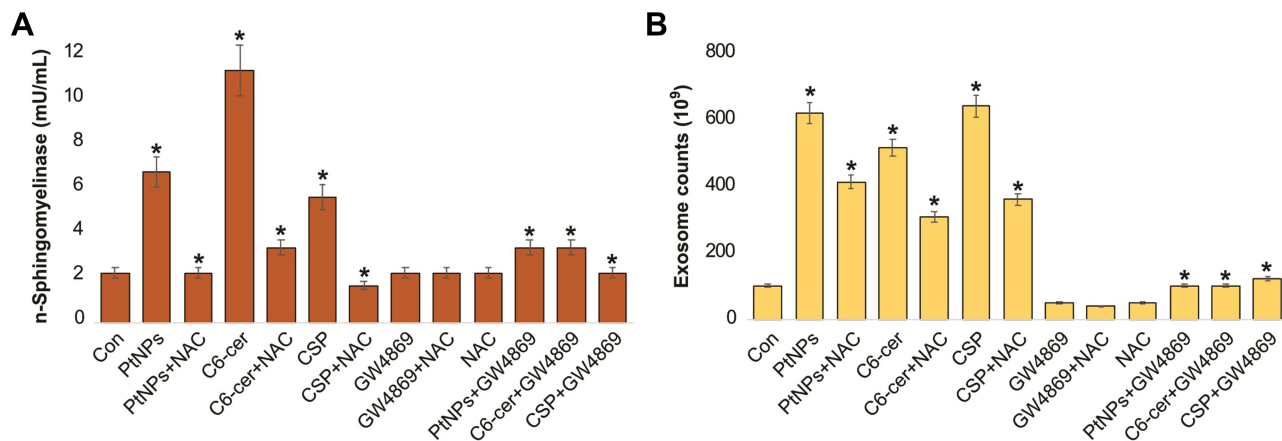 A
n-Sphingomyelinase (mU/mL)
12
10
8
6
4
2
0
*
*
*
*
*
*
*
*
*
Con
PtNPs
PtNPs+NAC
C6-cer
C6-cer+NAC
CSP
CSP+NAC
GW4869
GW4869+NAC
NAC
PtNPs+GW4869
C6-cer+GW4869
CSP+GW4869
B
Exosome counts (10⁹)
800
600
400
200
0
*
*
*
*
*
*
*
*
*
Con
PtNPs
PtNPs+NAC
C6-cer
C6-cer+NAC
CSP
CSP+NAC
GW4869
GW4869+NAC
NAC
PtNPs+GW4869
C6-cer+GW4869
CSP+GW4869